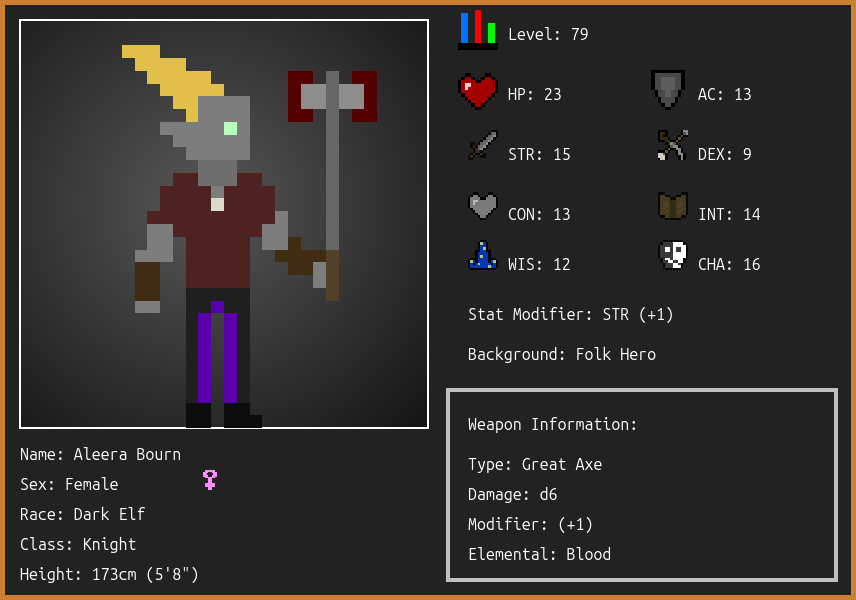 Level: 79
HP: 23
AC: 13
STR: 15
DEX: 9
CON: 13
INT: 14
WIS: 12
CHA: 16
Stat Modifier: STR (+1)
Background: Folk Hero
Name: Aleera Bourn
Sex: Female
Race: Dark Elf
Class: Knight
Height: 173cm (5'8")
Weapon Information:
Type: Great Axe
Damage: d6
Modifier: (+1)
Elemental: Blood